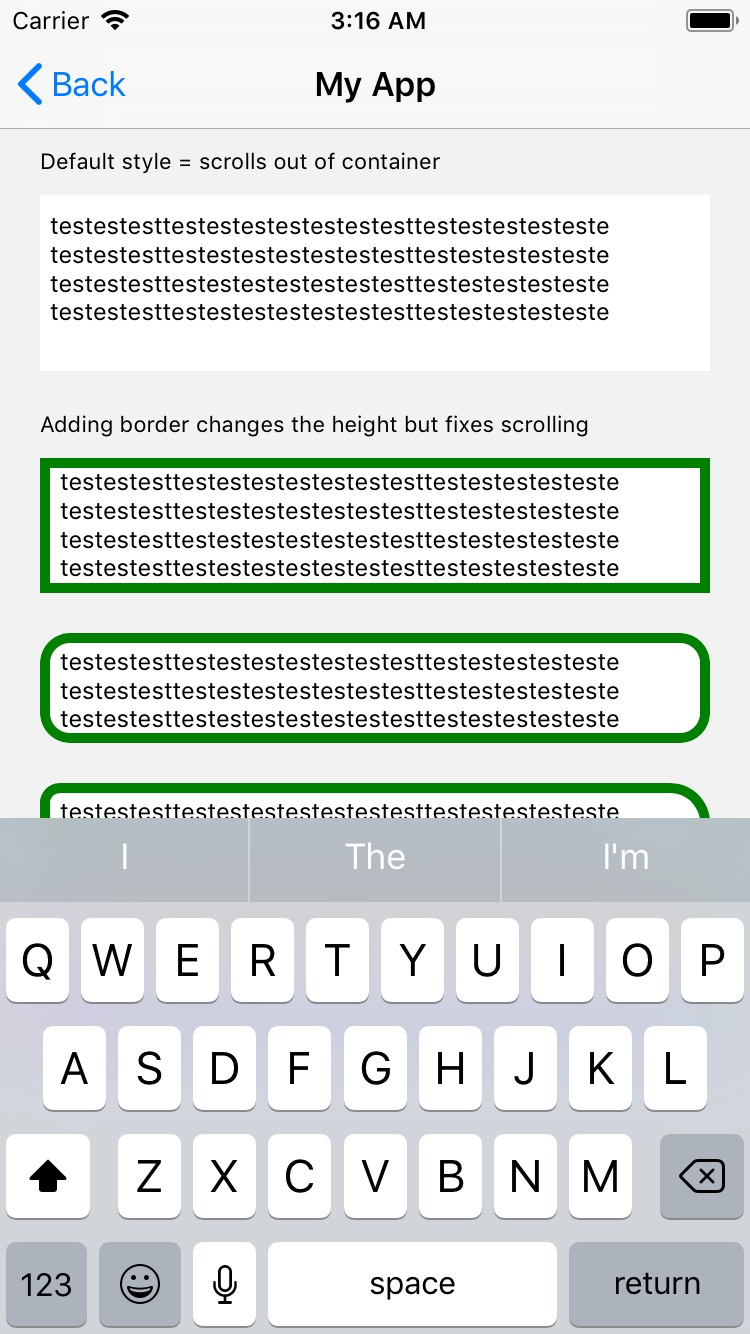 Carrier 3:16 AM
Back My App
Default style = scrolls out of container
testestesttestestestestestestesttestestestesteste
testestesttestestestestestestesttestestestesteste
testestesttestestestestestestesttestestestesteste
testestesttestestestestestestesttestestestesteste
Adding border changes the height but fixes scrolling
testestesttestestestestestestesttestestestesteste
testestesttestestestestestestesttestestestesteste
testestesttestestestestestestesttestestestesteste
testestesttestestestestestestesttestestestesteste
testestesttestestestestestestesttestestestesteste
testestesttestestestestestestesttestestestesteste
testestesttestestestestestestesttestestestesteste
testestesttestestestestestestesttestestestesteste
I The I'm
Q W E R T Y U I O P
A S D F G H J K L
Z X C V B N M
123 space return